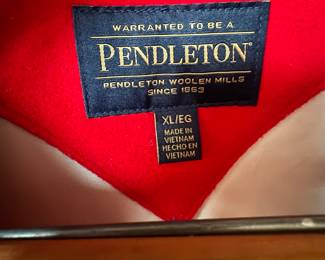 WARRANTED TO BE A
PENDLETON®
PENDLETON WOOLEN MILLS
SINCE 1863
XL/EG
MADE IN
VIETNAM
HECHO EN
VIETNAM